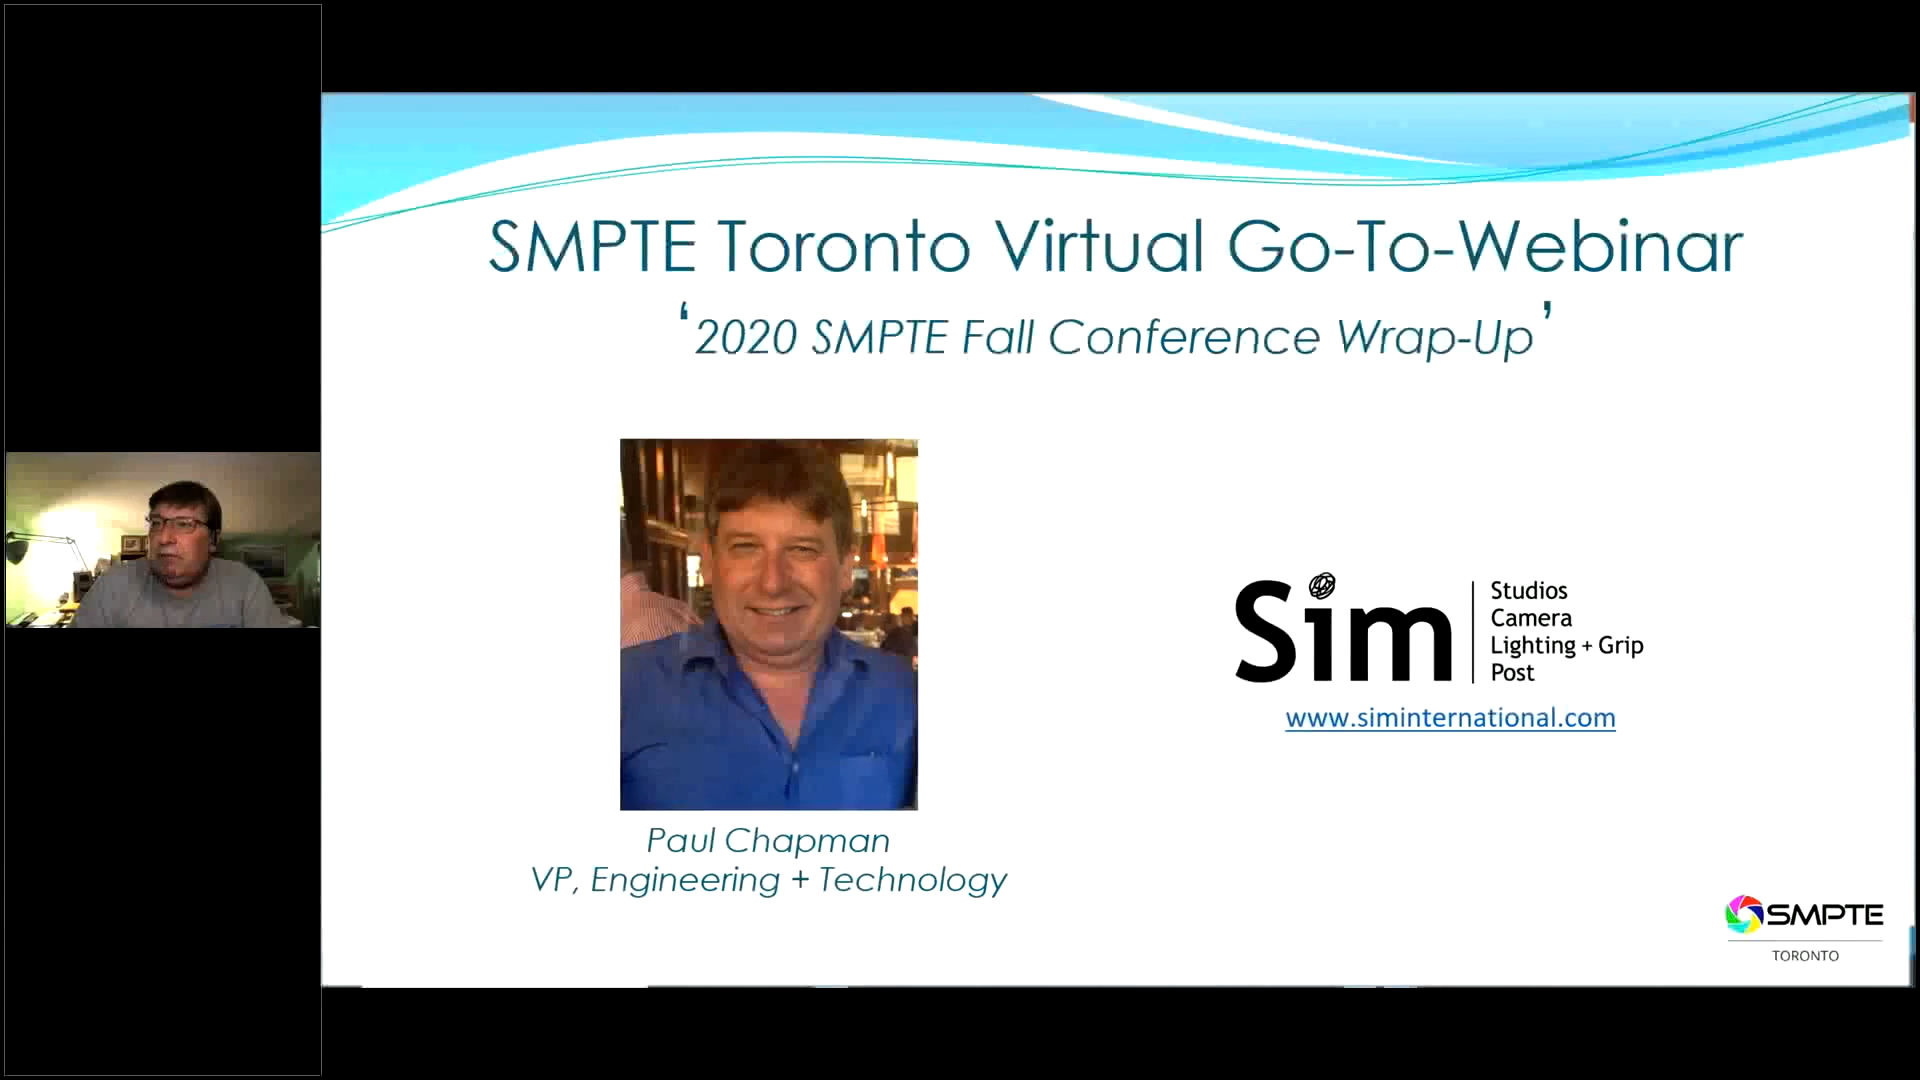 SMPTE Toronto Virtual Go-To-Webinar
‘2020 SMPTE Fall Conference Wrap-Up’
Sim
Studios
Camera
Lighting + Grip
Post
www.siminternational.com
Paul Chapman
VP, Engineering + Technology
SMPTE
TORONTO